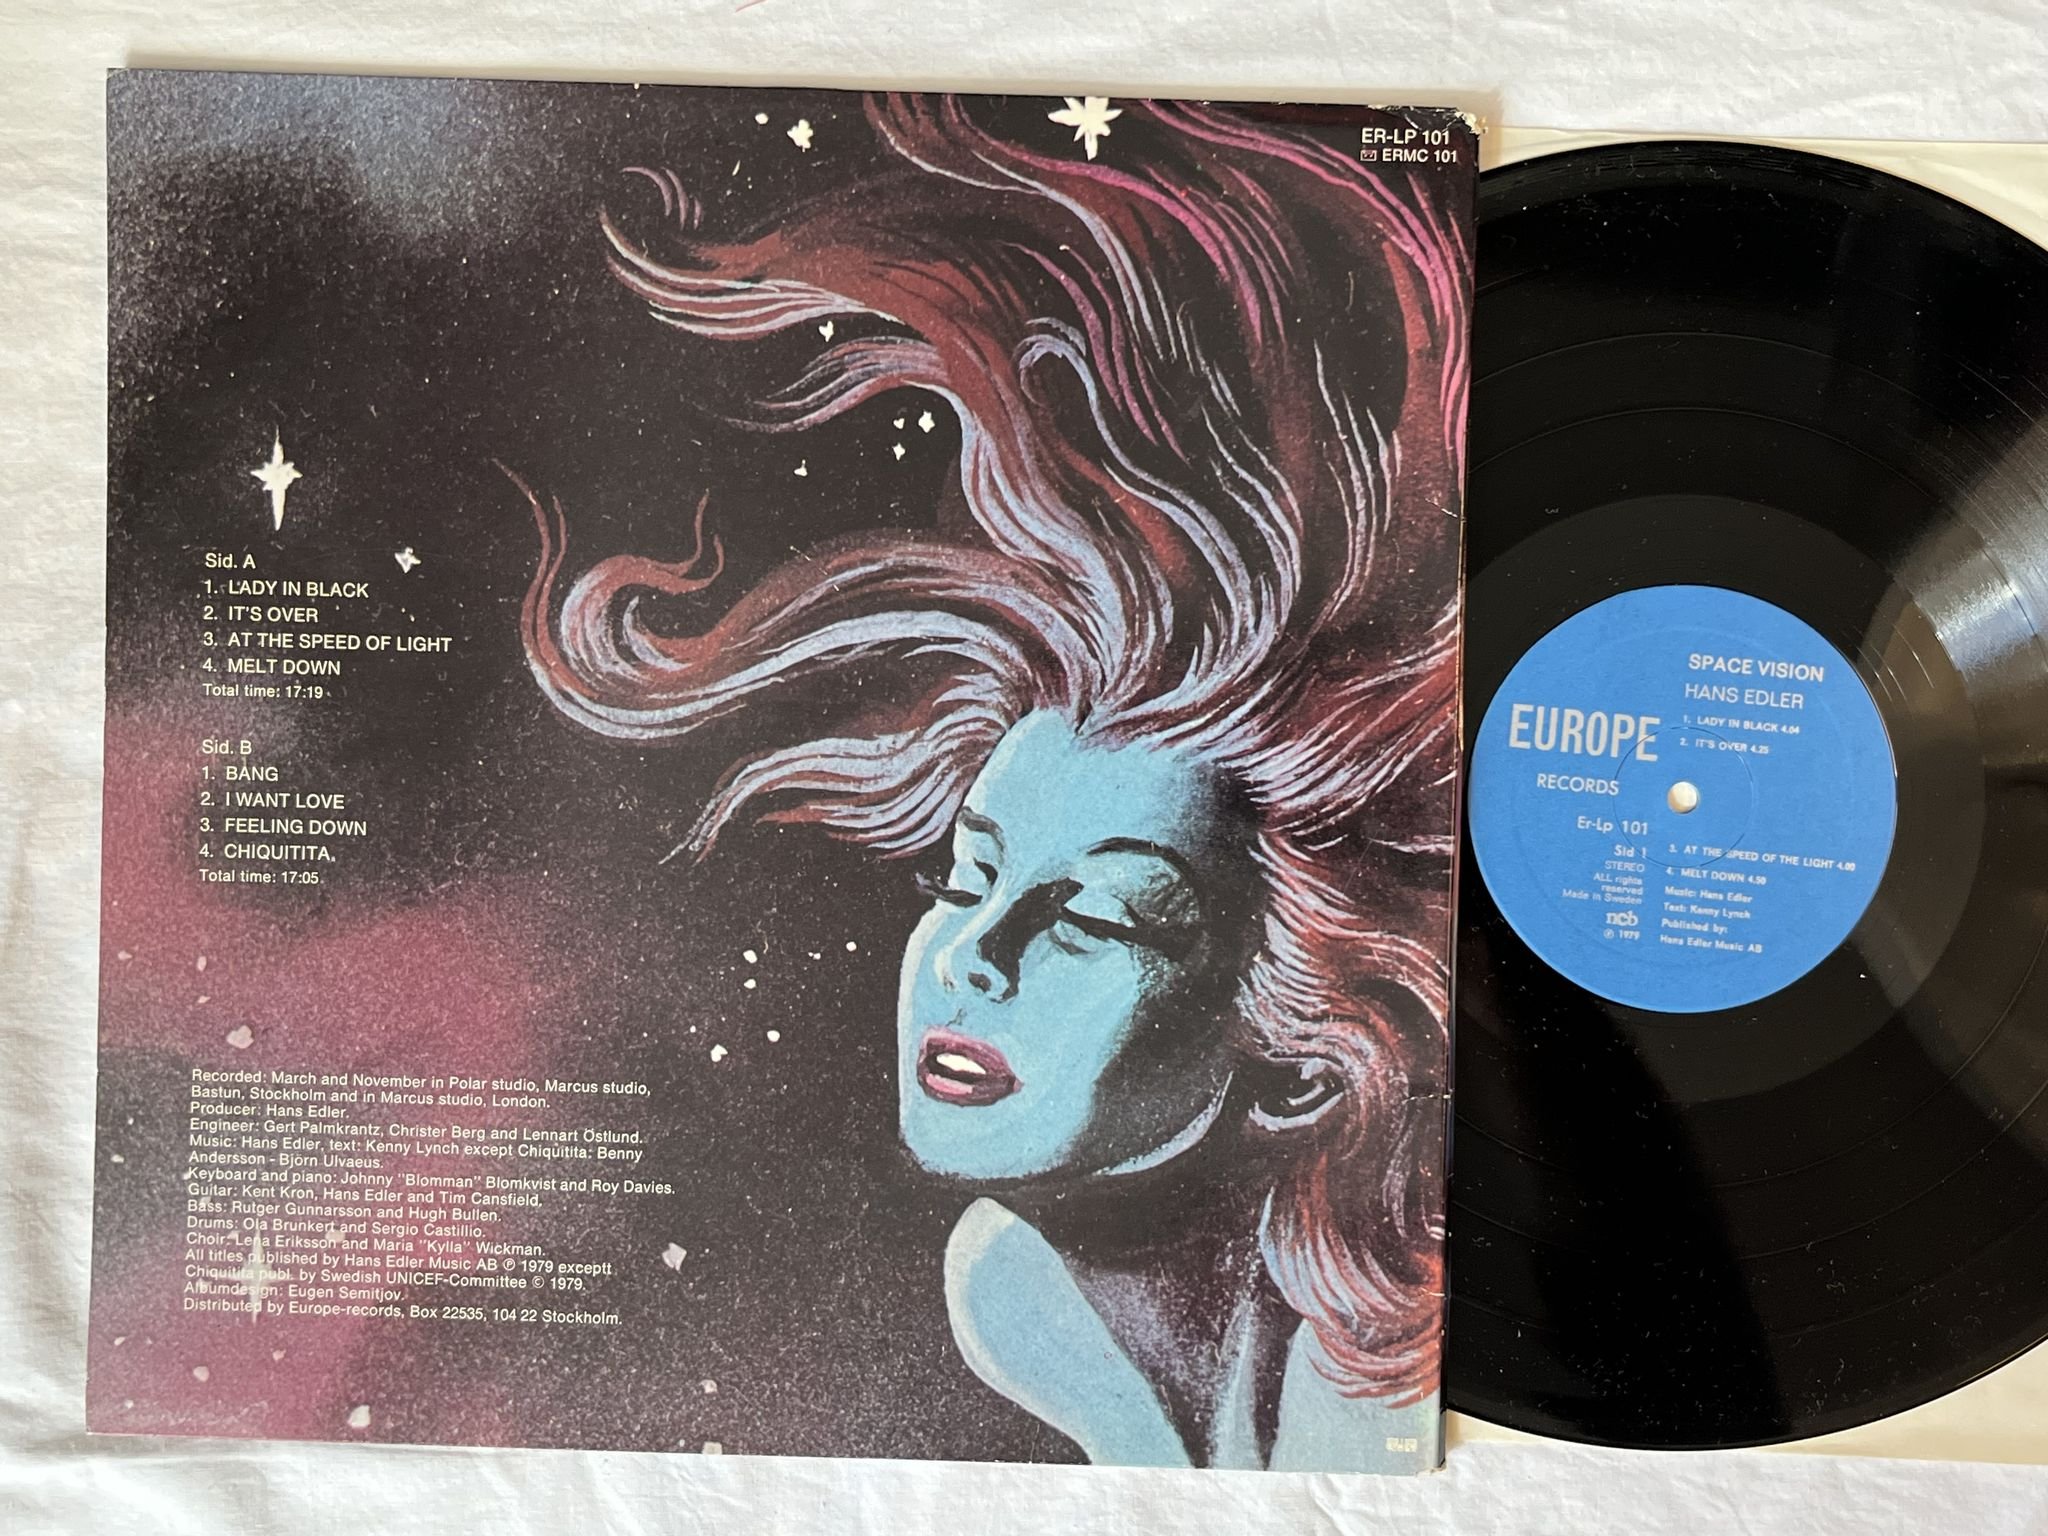 ER-LP 101
ERMC 101
Sid. A
1. LADY IN BLACK
2. IT'S OVER
3. AT THE SPEED OF LIGHT
4. MELT DOWN
Total time: 17:19
Sid. B
1. BANG
2. I WANT LOVE
3. FEELING DOWN
4. CHIQUITITA.
Total time: 17:05
Recorded: March and November in Polar studio, Marcus studio,
Bastun, Stockholm and in Marcus studio, London.
Producer: Hans Edler.
Engineer: Gert Palmkrantz, Christer Berg and Lennart Östlund.
Music: Hans Edler, text: Kenny Lynch except Chiquitita: Benny
Andersson - Björn Ulvaeus.
Keyboard and piano: Johnny "Blomman" Blomkvist and Roy Davies.
Guitar: Kent Kron, Hans Edler and Tim Cansfield.
Bass: Rutger Gunnarsson and Hugh Bullen.
Drums: Ola Brunkert and Sergio Castillio.
Choir: Lena Eriksson and Maria "Kylla" Wickman.
All titles published by Hans Edler Music AB ℗ 1979 exceptt
Chiquitita publ. by Swedish UNICEF-Committee © 1979.
Albumdesign: Eugen Semitjov.
Distributed by Europe-records, Box 22535, 104 22 Stockholm.
SPACE VISION
HANS EDLER
1. LADY IN BLACK 4.04
2. IT'S OVER 4.25
EUROPE
RECORDS
Er-Lp 101
Sid 1
STEREO
ALL rights
reserved
Made in Sweden
ncb
℗ 1979
3. AT THE SPEED OF THE LIGHT 4.00
4. MELT DOWN 4.50
Music: Hans Edler
Text: Kenny Lynch
Published by:
Hans Edler Music AB